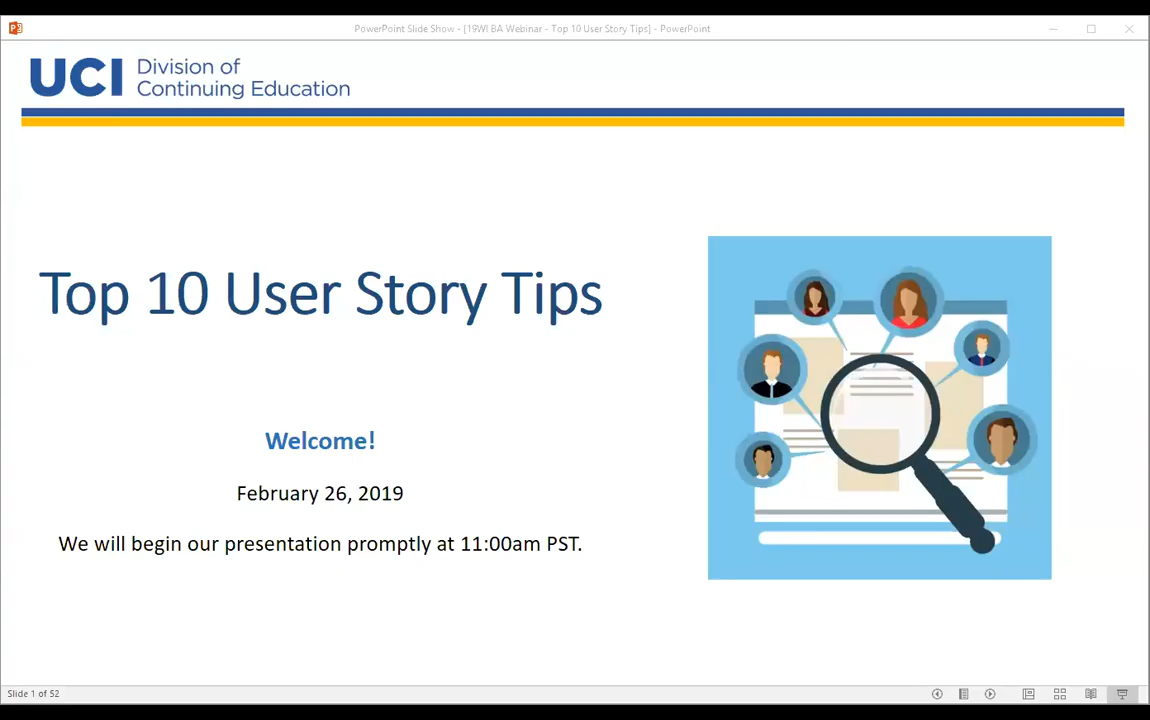 PowerPoint Slide Show - [19WI BA Webinar - Top 10 User Story Tips] - PowerPoint
UCI Division of
Continuing Education
Top 10 User Story Tips
Welcome!
February 26, 2019
We will begin our presentation promptly at 11:00am PST.
Slide 1 of 52